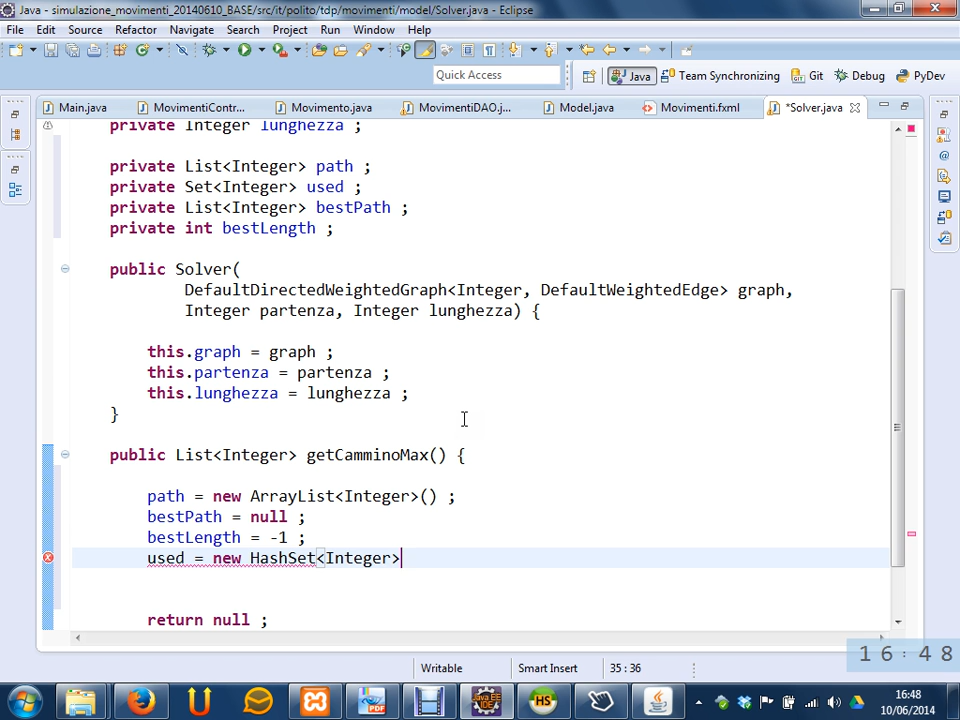 Java - simulazione_movimenti_20140610_BASE/src/it/polito/tdp/movimenti/model/Solver.java - Eclipse
File Edit Source Refactor Navigate Search Project Run Window Help
Quick Access
Java Team Synchronizing Git Debug PyDev
Main.java MovimentiContr... Movimento.java MovimentiDAO.j... Model.java Movimenti.fxml *Solver.java
private Integer lunghezza ;
private List<Integer> path ;
private Set<Integer> used ;
private List<Integer> bestPath ;
private int bestLength ;
public Solver(
DefaultDirectedWeightedGraph<Integer, DefaultWeightedEdge> graph,
Integer partenza, Integer lunghezza) {
this.graph = graph ;
this.partenza = partenza ;
this.lunghezza = lunghezza ;
}
public List<Integer> getCamminoMax() {
path = new ArrayList<Integer>() ;
bestPath = null ;
bestLength = -1 ;
used = new HashSet<Integer>
return null ;
16:48
Writable Smart Insert 35 : 36
16:48
10/06/2014